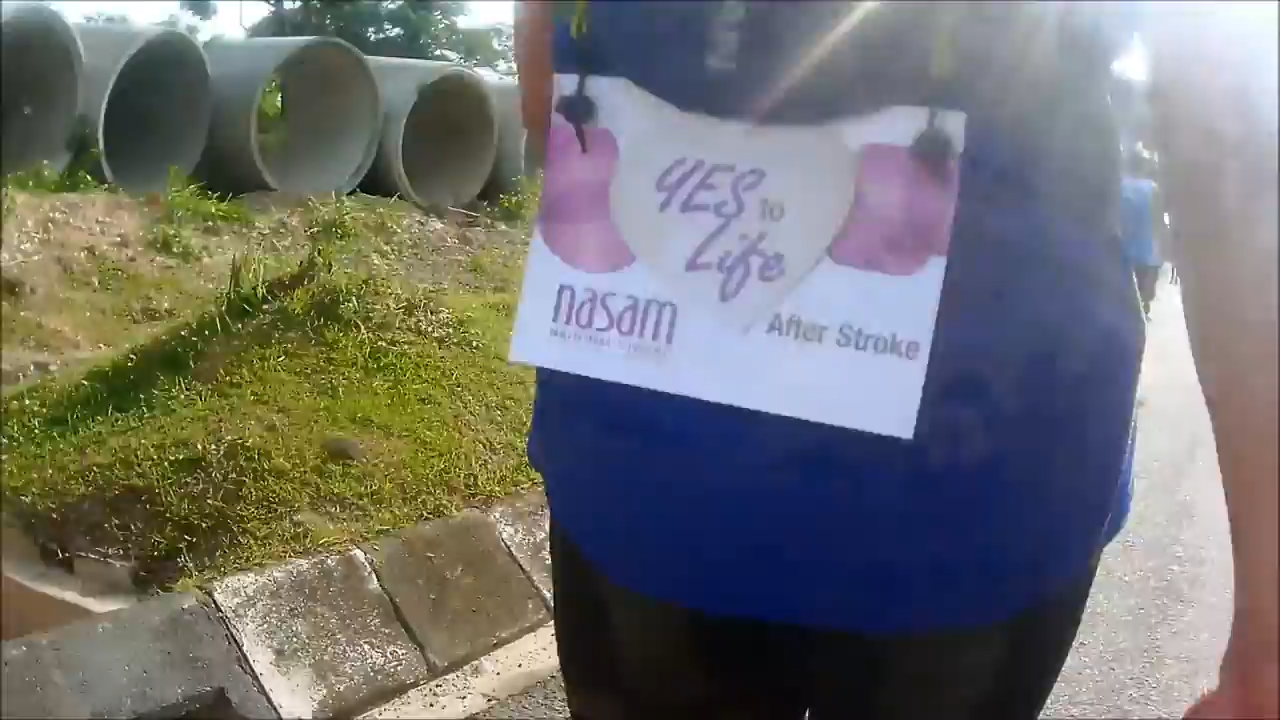 YES to
Life
nasam
After Stroke